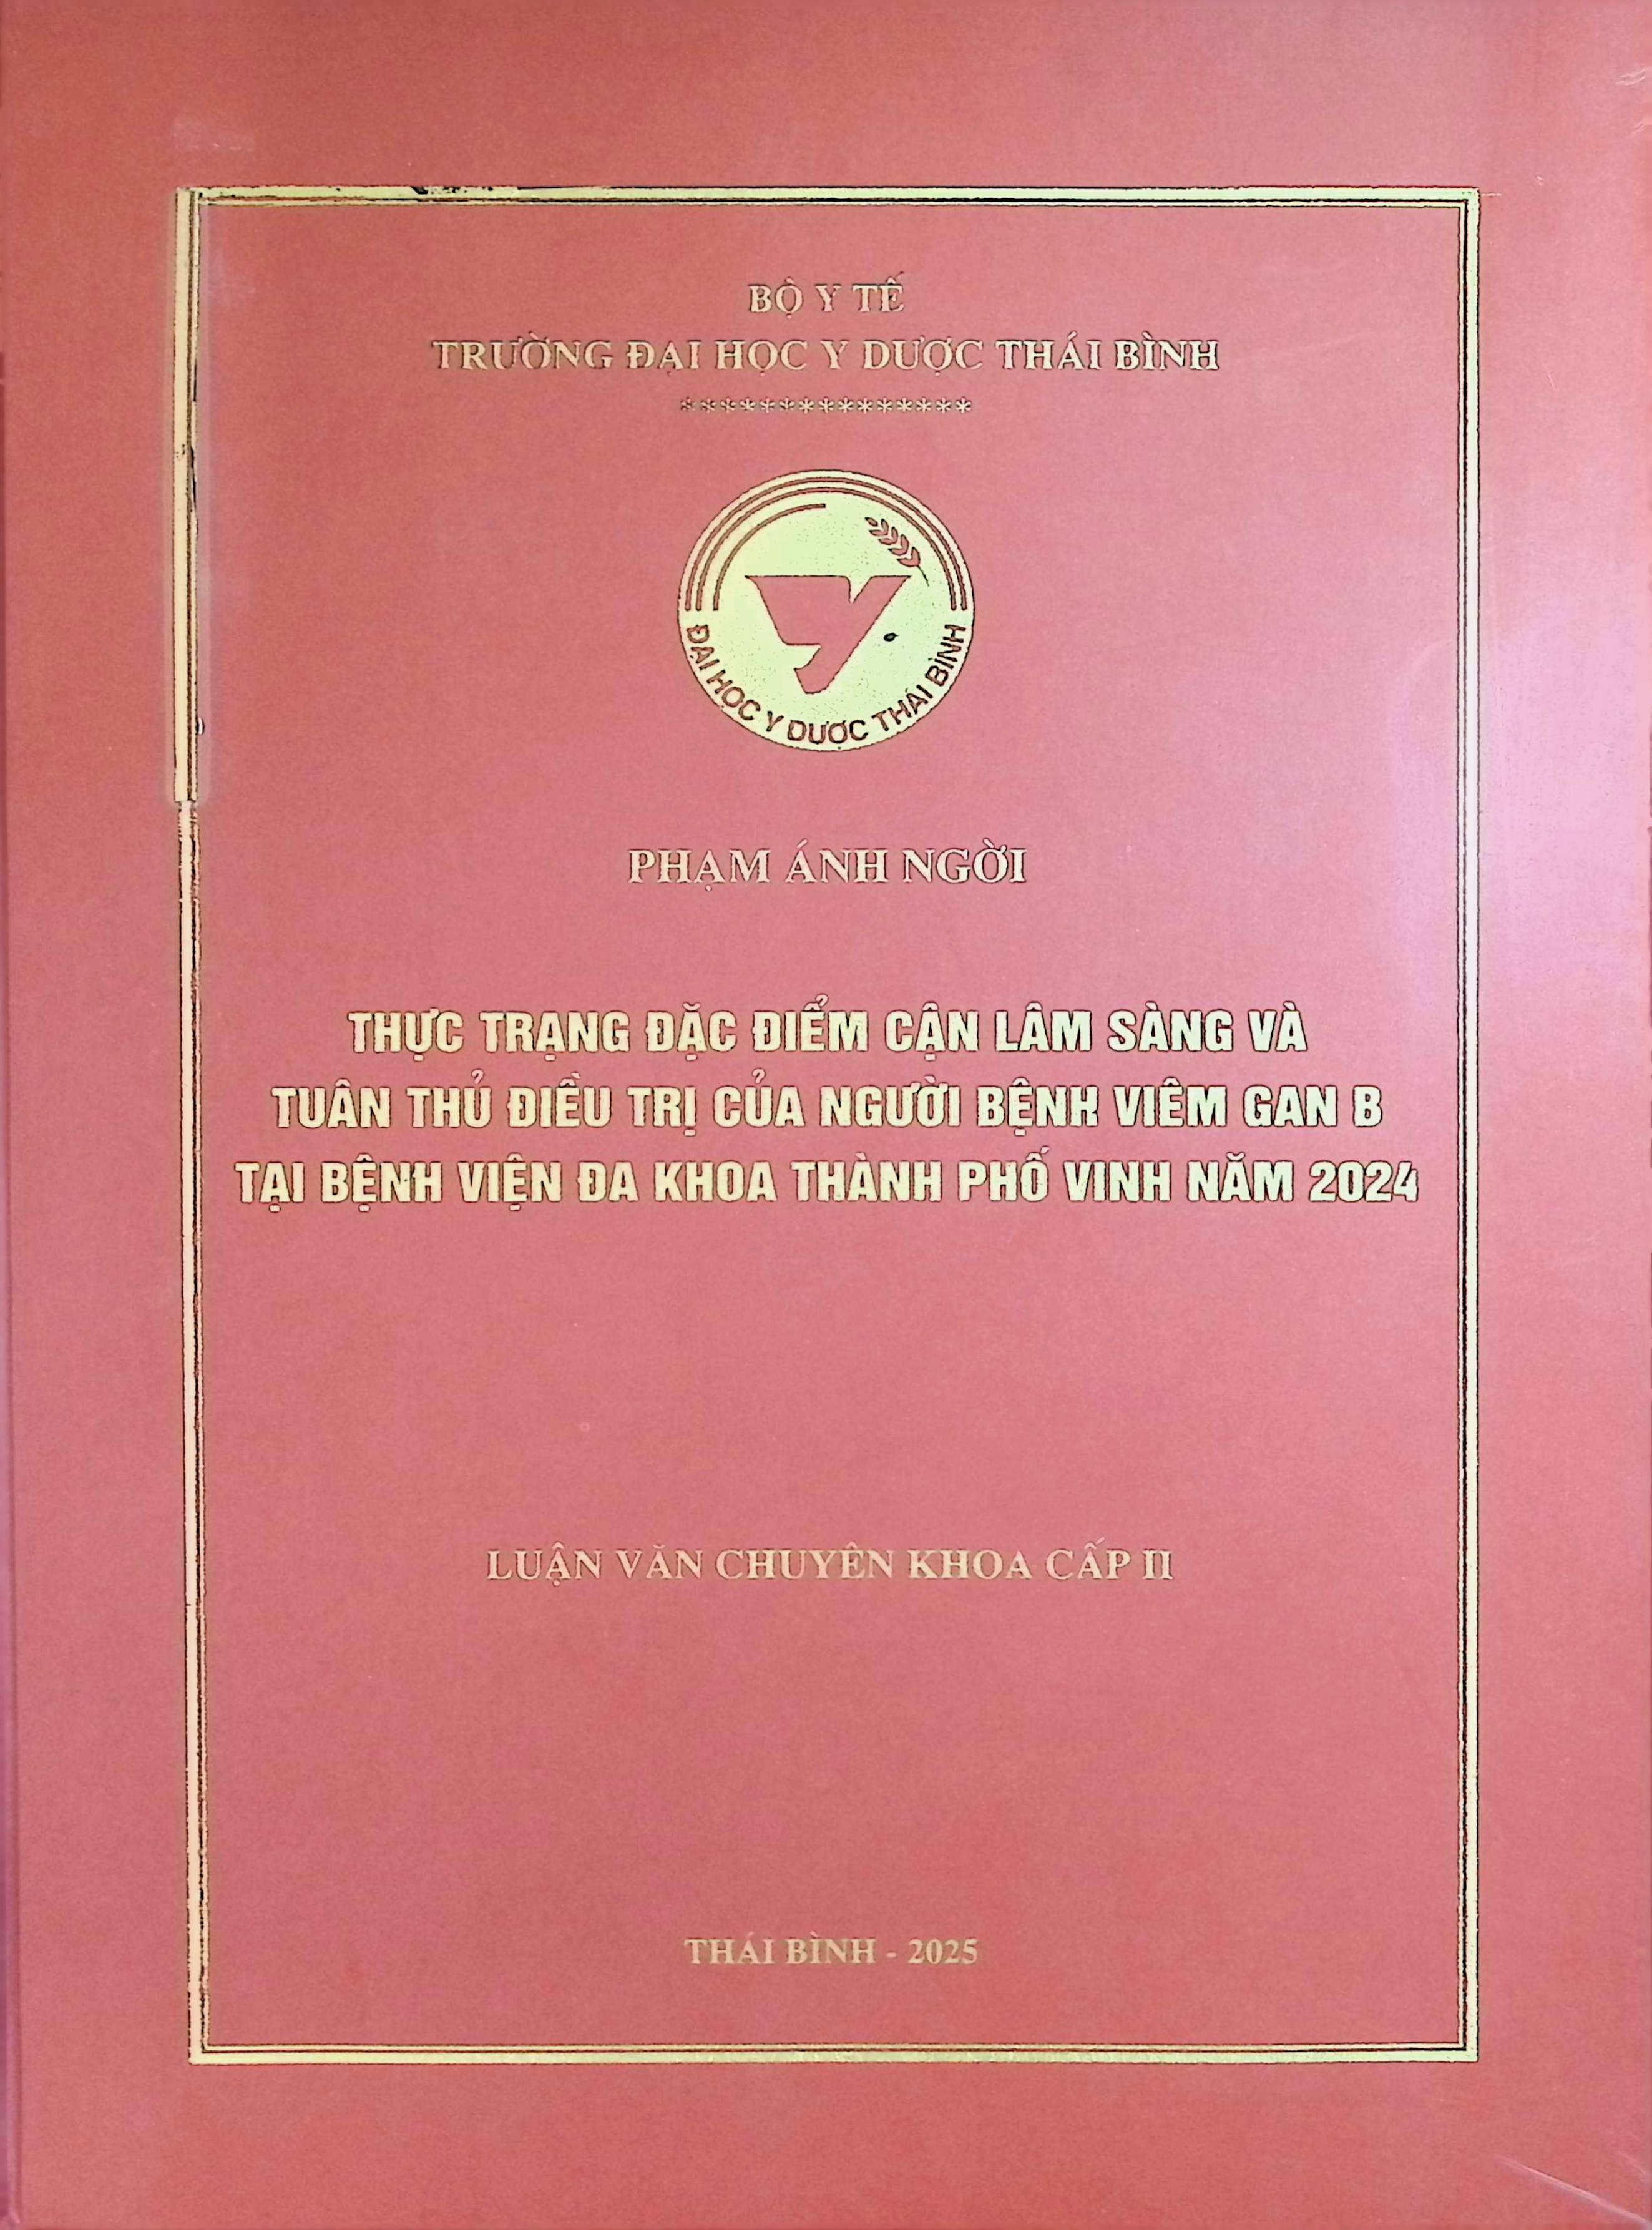 BỘ Y TẾ
TRƯỜNG ĐẠI HỌC Y DƯỢC THÁI BÌNH
***************
ĐẠI HỌC Y DƯỢC THÁI BÌNH
PHẠM ÁNH NGỜI
THỰC TRẠNG ĐẶC ĐIỂM CẬN LÂM SÀNG VÀ
TUÂN THỦ ĐIỀU TRỊ CỦA NGƯỜI BỆNH VIÊM GAN B
TẠI BỆNH VIỆN ĐA KHOA THÀNH PHỐ VINH NĂM 2024
LUẬN VĂN CHUYÊN KHOA CẤP II
THÁI BÌNH - 2025